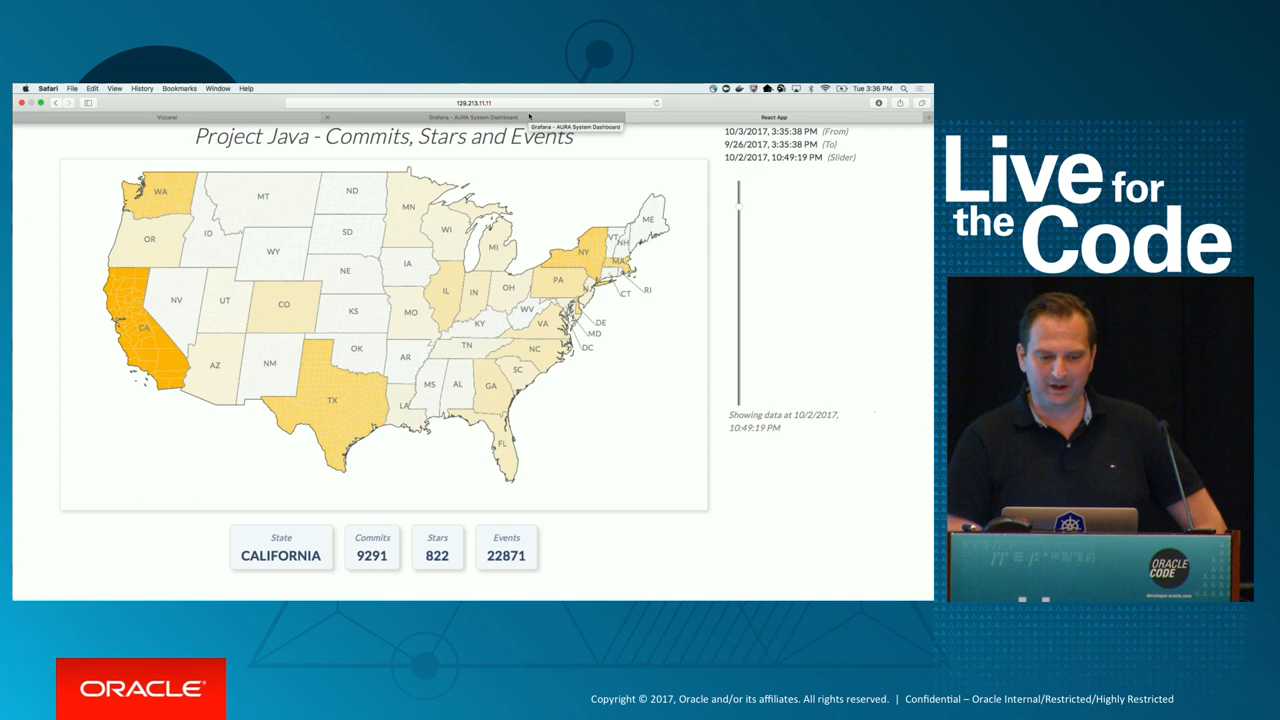 Safari File Edit View History Bookmarks Window Help
Tue 3:36 PM
129.213.11.11
Visceral
Grafana - AURA System Dashboard
React App
Grafana - AURA System Dashboard
Project Java - Commits, Stars and Events
10/3/2017, 3:35:38 PM (From)
9/26/2017, 3:35:38 PM (To)
10/2/2017, 10:49:19 PM (Slider)
WA
MT
ND
MN
OR
ID
SD
WI
MI
NY
VT
NH
ME
MA
WY
IA
NE
PA
NJ
CT
RI
NV
UT
CO
IL
IN
OH
CA
KS
MO
KY
WV
VA
DE
MD
DC
AZ
NM
OK
AR
TN
NC
SC
TX
LA
MS
AL
GA
FL
Showing data at 10/2/2017,
10:49:19 PM
State
CALIFORNIA
Commits
9291
Stars
822
Events
22871
Live for
the Code
ORACLE
CODE
developer.oracle.com
ORACLE®
Copyright © 2017, Oracle and/or its affiliates. All rights reserved. | Confidential – Oracle Internal/Restricted/Highly Restricted